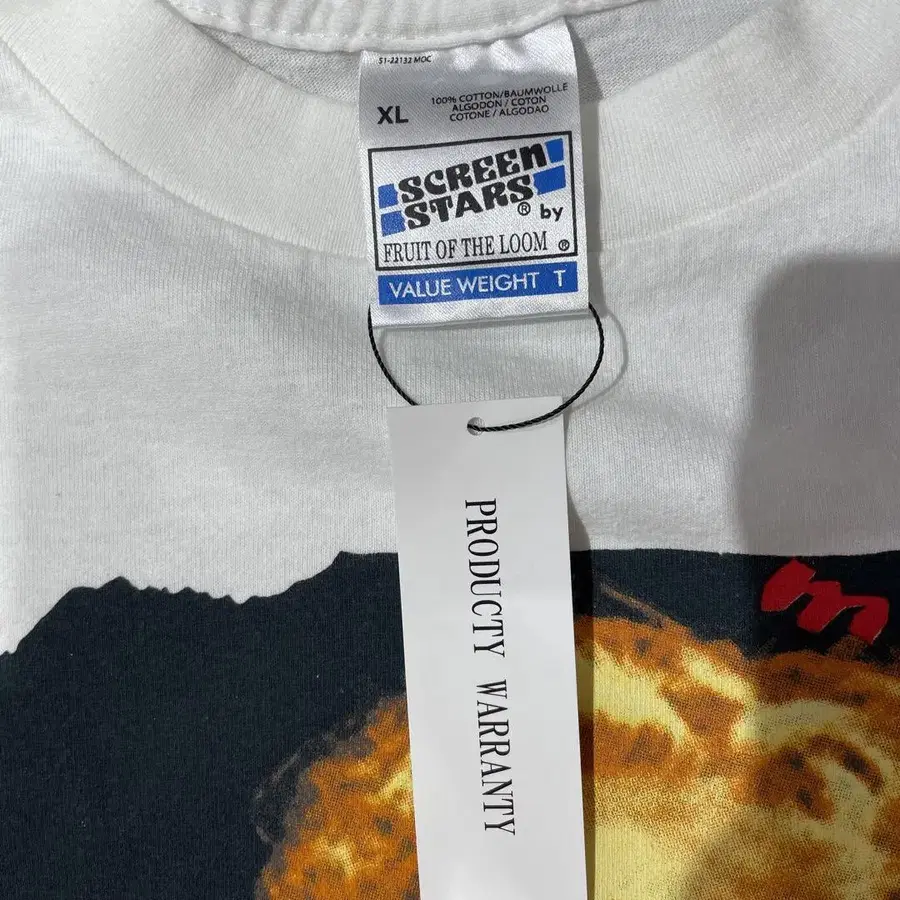 S1-22132 MOC
XL
100% COTTON/BAUMWOLLE
ALGODON / COTON
COTONE / ALGODAO
SCREEN
STARS® by
FRUIT OF THE LOOM ®
VALUE WEIGHT T
PRODUCTY WARRANTY
m